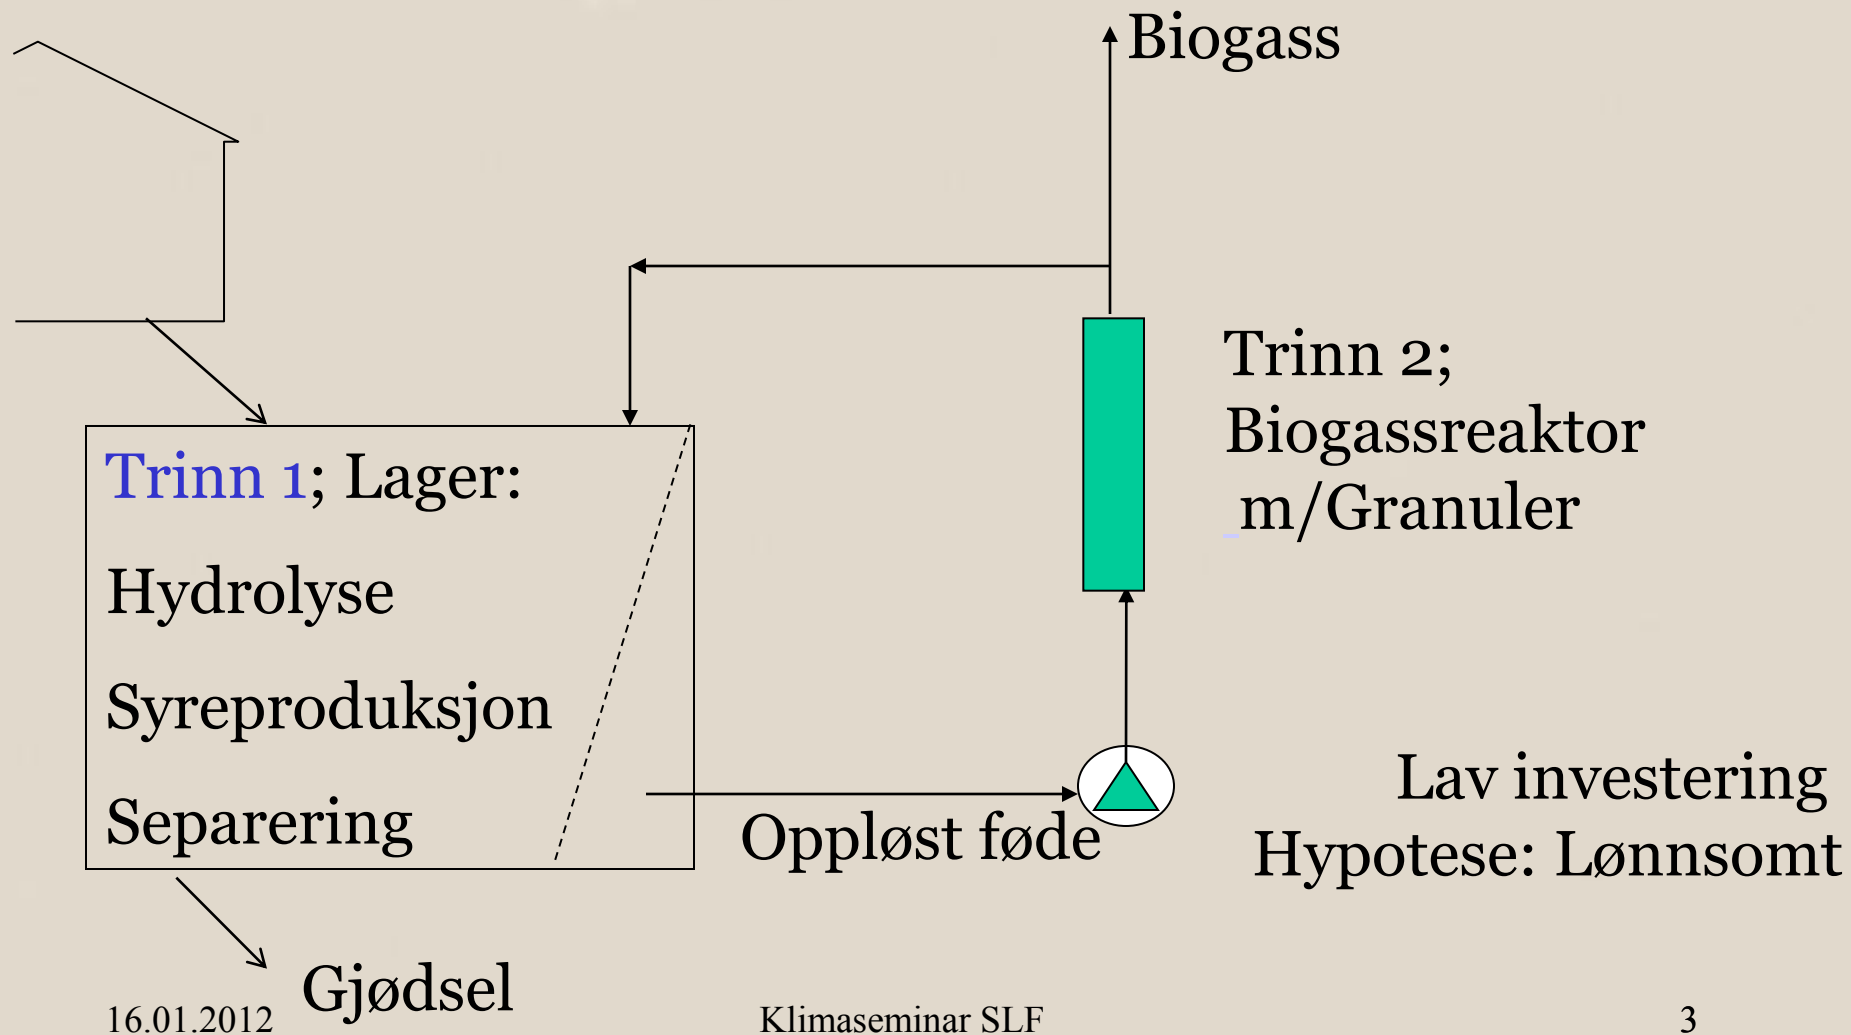 Biogass
Trinn 1; Lager:
Hydrolyse
Syreproduksjon
Separering
Trinn 2;
Biogassreaktor
m/Granuler
Oppløst føde
Lav investering
Hypotese: Lønnsomt
Gjødsel
16.01.2012
Klimaseminar SLF
3